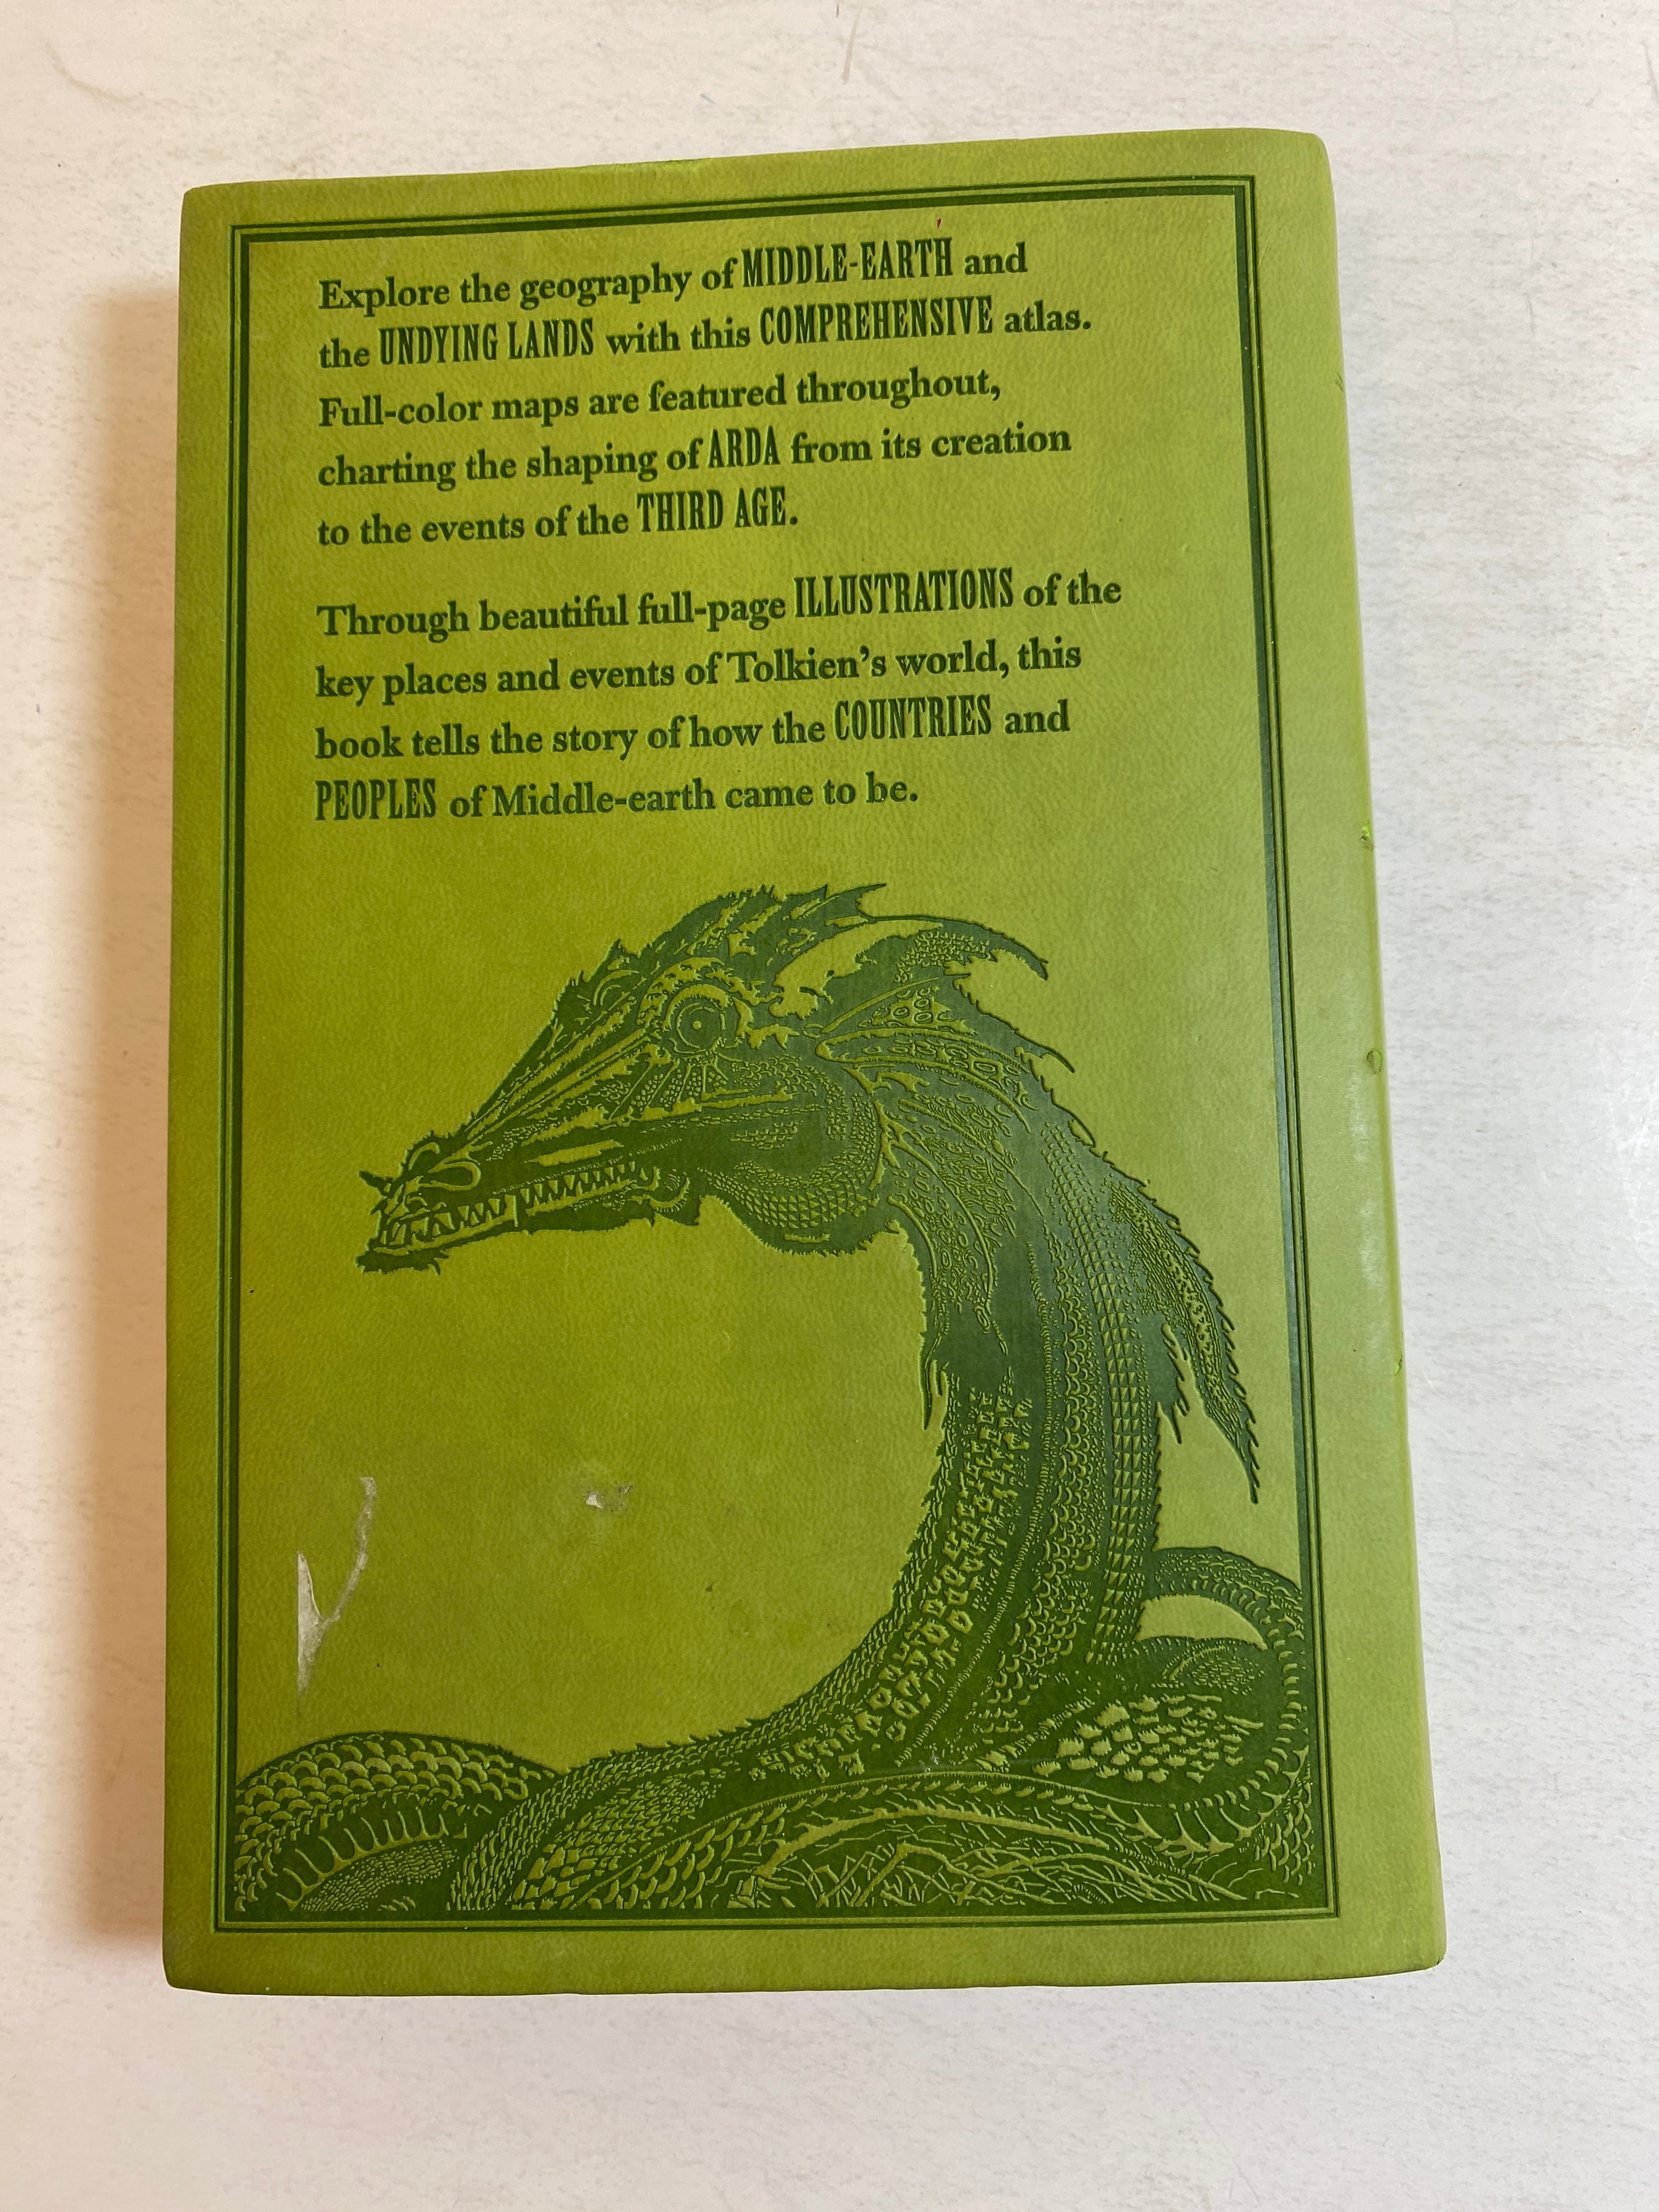 Explore the geography of MIDDLE-EARTH and
the UNDYING LANDS with this COMPREHENSIVE atlas.
Full-color maps are featured throughout,
charting the shaping of ARDA from its creation
to the events of the THIRD AGE.
Through beautiful full-page ILLUSTRATIONS of the
key places and events of Tolkien's world, this
book tells the story of how the COUNTRIES and
PEOPLES of Middle-earth came to be.